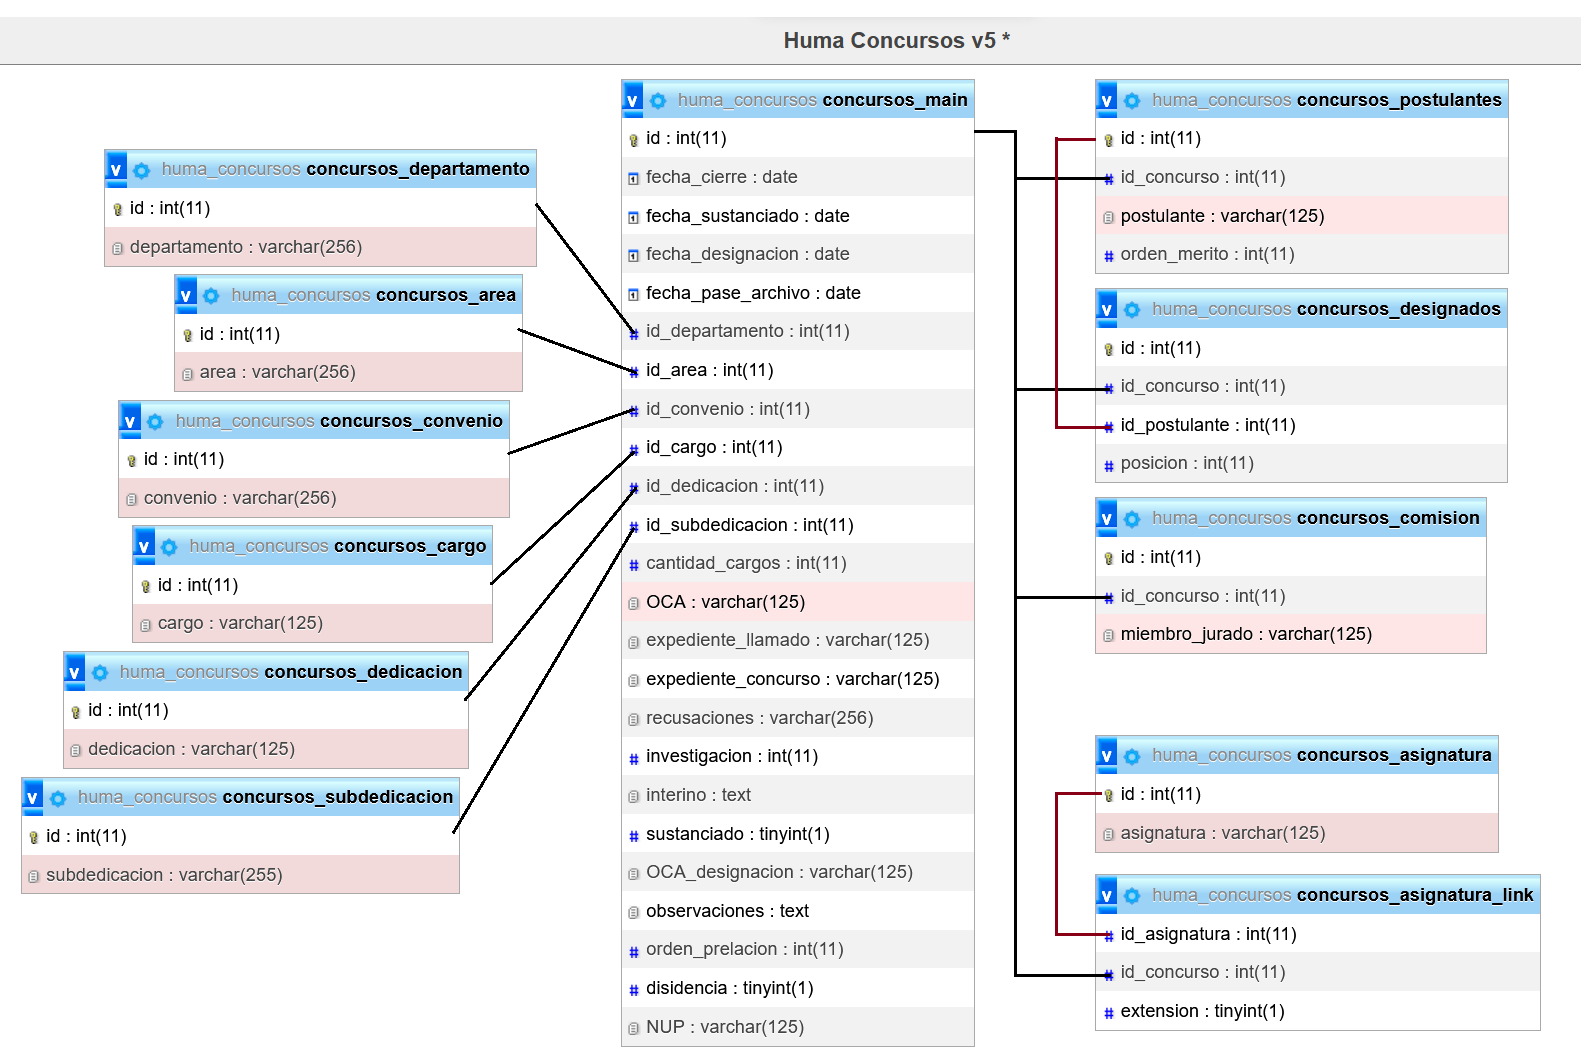 Huma Concursos v5 *
v huma_concursos concursos_departamento
id : int(11)
departamento : varchar(256)
v huma_concursos concursos_area
id : int(11)
area : varchar(256)
v huma_concursos concursos_convenio
id : int(11)
convenio : varchar(256)
v huma_concursos concursos_cargo
id : int(11)
cargo : varchar(125)
v huma_concursos concursos_dedicacion
id : int(11)
dedicacion : varchar(125)
v huma_concursos concursos_subdedicacion
id : int(11)
subdedicacion : varchar(255)
v huma_concursos concursos_main
id : int(11)
fecha_cierre : date
fecha_sustanciado : date
fecha_designacion : date
fecha_pase_archivo : date
# id_departamento : int(11)
# id_area : int(11)
# id_convenio : int(11)
# id_cargo : int(11)
# id_dedicacion : int(11)
# id_subdedicacion : int(11)
# cantidad_cargos : int(11)
OCA : varchar(125)
expediente_llamado : varchar(125)
expediente_concurso : varchar(125)
recusaciones : varchar(256)
# investigacion : int(11)
interino : text
# sustanciado : tinyint(1)
OCA_designacion : varchar(125)
observaciones : text
# orden_prelacion : int(11)
# disidencia : tinyint(1)
NUP : varchar(125)
v huma_concursos concursos_postulantes
id : int(11)
# id_concurso : int(11)
postulante : varchar(125)
# orden_merito : int(11)
v huma_concursos concursos_designados
id : int(11)
# id_concurso : int(11)
# id_postulante : int(11)
# posicion : int(11)
v huma_concursos concursos_comision
id : int(11)
# id_concurso : int(11)
miembro_jurado : varchar(125)
v huma_concursos concursos_asignatura
id : int(11)
asignatura : varchar(125)
v huma_concursos concursos_asignatura_link
# id_asignatura : int(11)
# id_concurso : int(11)
# extension : tinyint(1)